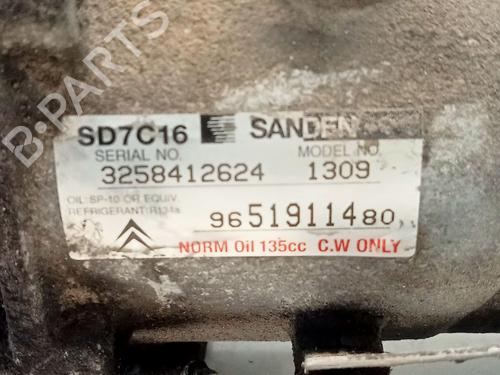 B-PARTS
SD7C16 SANDEN
SERIAL NO. MODEL NO
3258412624 1309
OIL: SP-10 OR EQUIV.
REFRIGERANT: R134a
9651911480
NORM Oil 135cc C.W ONLY